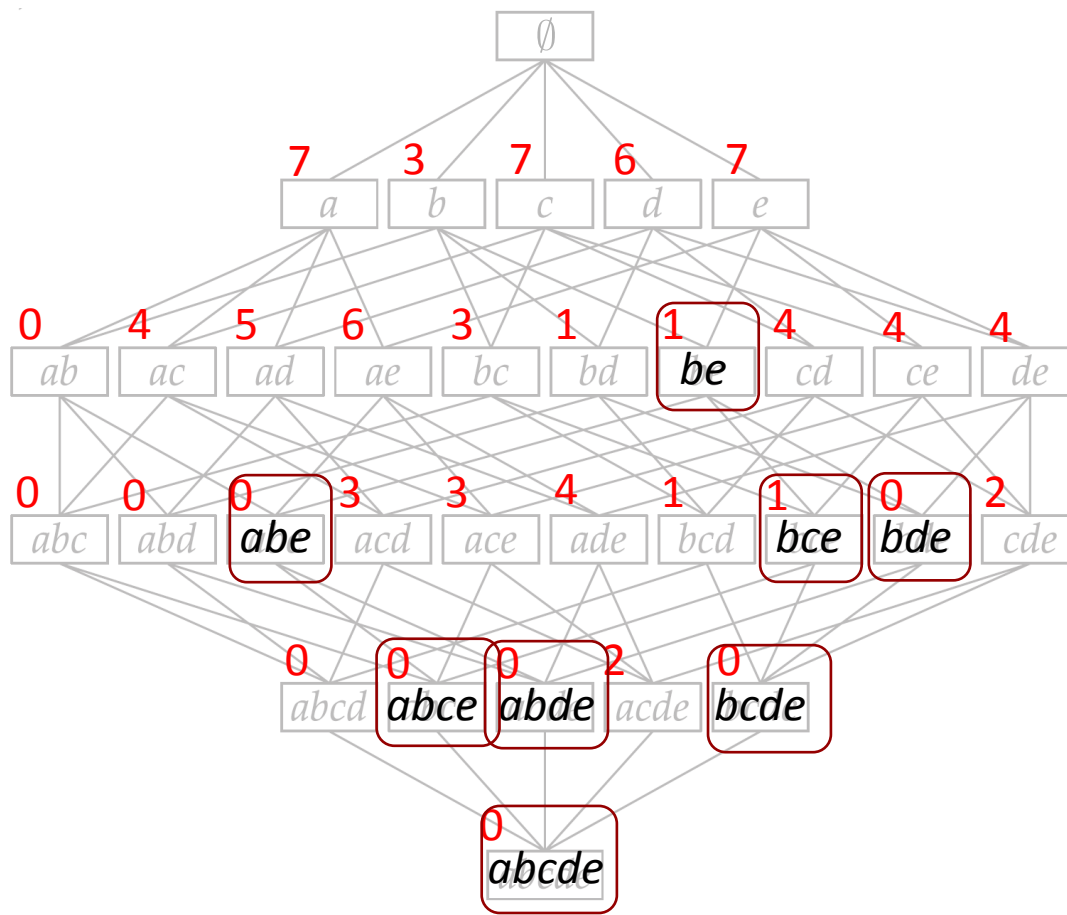 ∅
7 3 7 6 7
a b c d e
0 4 5 6 3 1 1 4 4 4
ab ac ad ae bc bd be cd ce de
0 0 0 3 3 4 1 1 0 2
abc abd abe acd ace ade bcd bce bde cde
0 0 0 2 0
abcd abce abde acde bcde
0
abcde